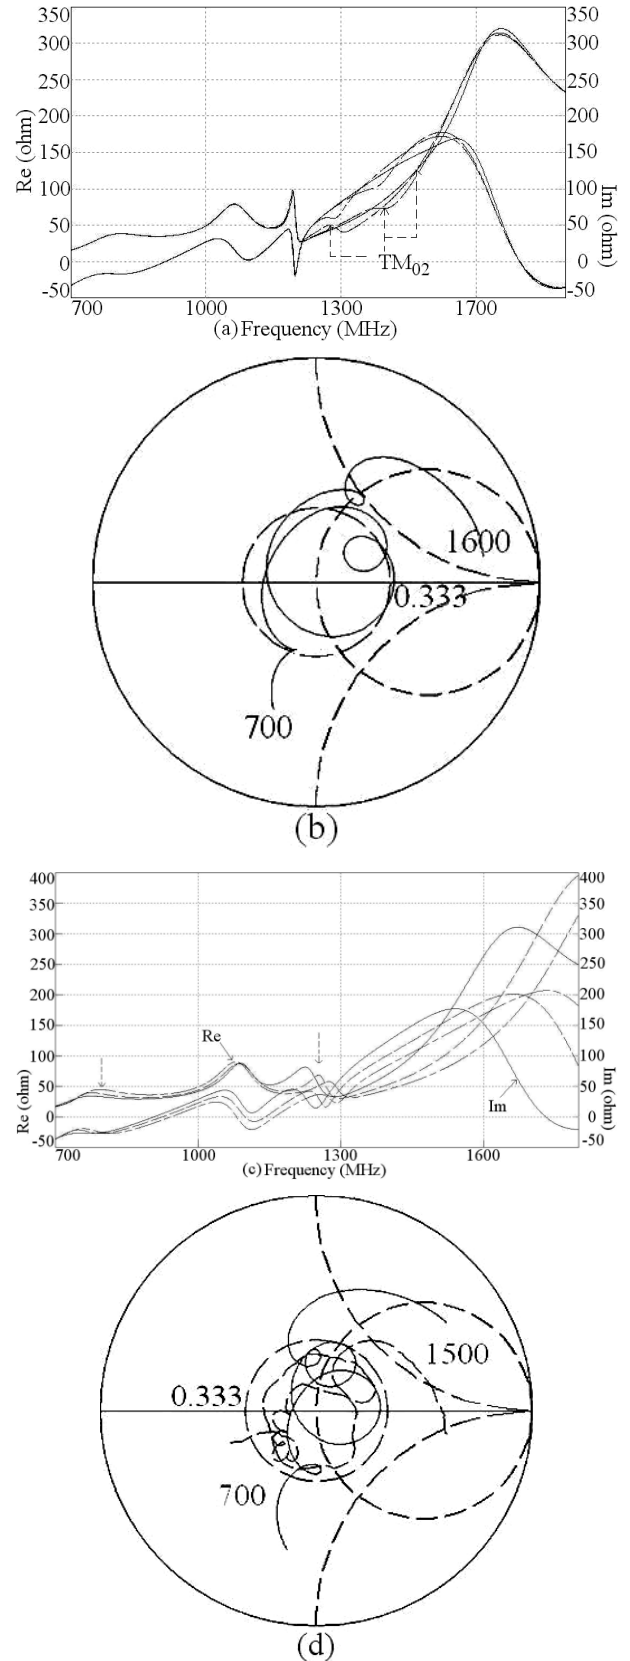 350 350
300 300
250 250
200 200
150 150
100 100
50 50
0 0
-50 -50
Re (ohm)
Im (ohm)
TM02
700 1000 1300 1700
(a) Frequency (MHz)
1600
0.333
700
(b)
400 400
350 350
300 300
250 250
200 200
150 150
100 100
50 50
0 0
-50 -50
Re (ohm)
Im (ohm)
Re
Im
700 1000 1300 1600
(c) Frequency (MHz)
1500
0.333
700
(d)